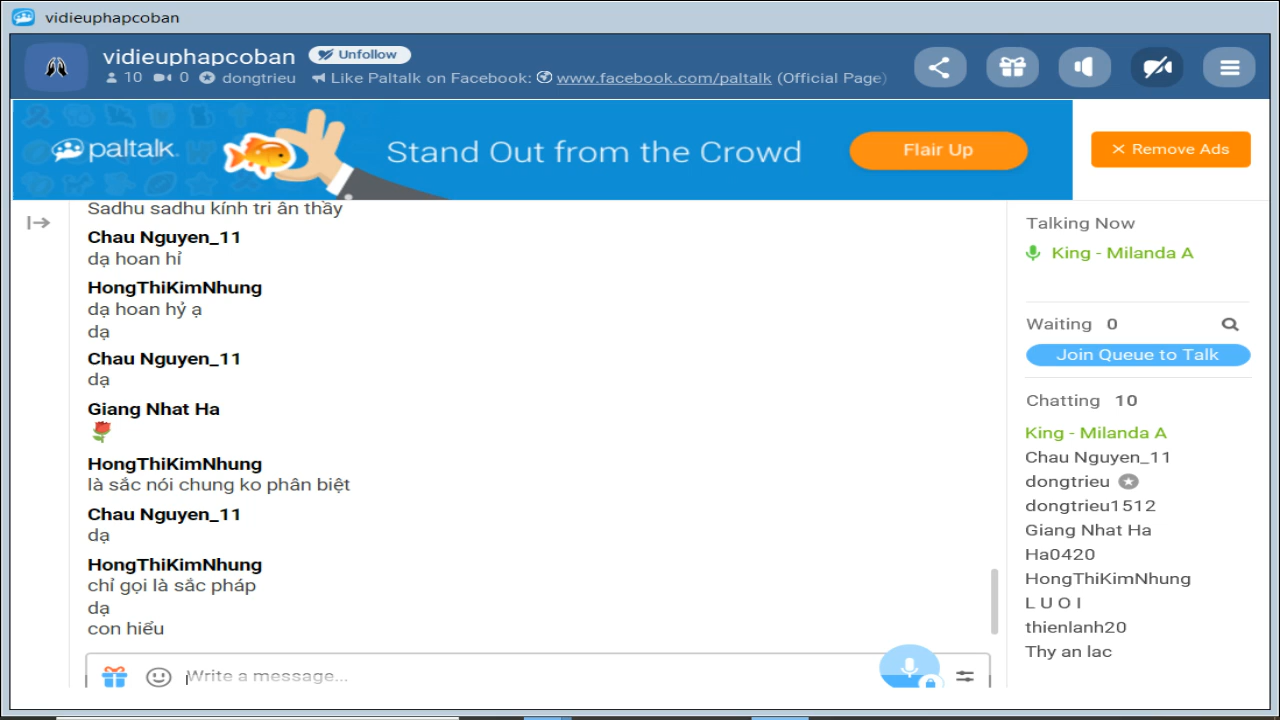 vidieuphapcoban
vidieuphapcoban Unfollow
10 0 dongtrieu Like Paltalk on Facebook: www.facebook.com/paltalk (Official Page)
paltalk Stand Out from the Crowd Flair Up
× Remove Ads
Sadhu sadhu kính tri ân thầy
Chau Nguyen_11
dạ hoan hỉ
HongThiKimNhung
dạ hoan hỷ ạ
dạ
Chau Nguyen_11
dạ
Giang Nhat Ha
HongThiKimNhung
là sắc nói chung ko phân biệt
Chau Nguyen_11
dạ
HongThiKimNhung
chỉ gọi là sắc pháp
dạ
con hiểu
Write a message...
Talking Now
King - Milanda A
Waiting 0
Join Queue to Talk
Chatting 10
King - Milanda A
Chau Nguyen_11
dongtrieu
dongtrieu1512
Giang Nhat Ha
Ha0420
HongThiKimNhung
L U O I
thienlanh20
Thy an lac